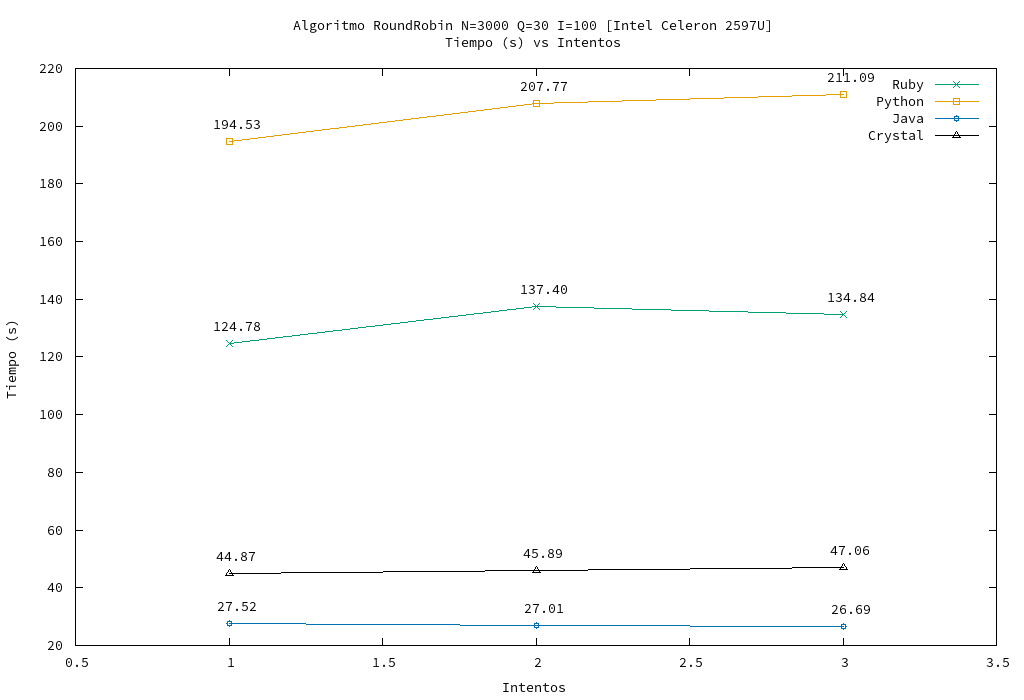 Algoritmo RoundRobin N=3000 Q=30 I=100 [Intel Celeron 2597U]
Tiempo (s) vs Intentos
220
200
180
160
140
120
100
80
60
40
20
Tiempo (s)
194.53
207.77
211.09
Ruby
Python
Java
Crystal
124.78
137.40
134.84
44.87
45.89
47.06
27.52
27.01
26.69
0.5 1 1.5 2 2.5 3 3.5
Intentos